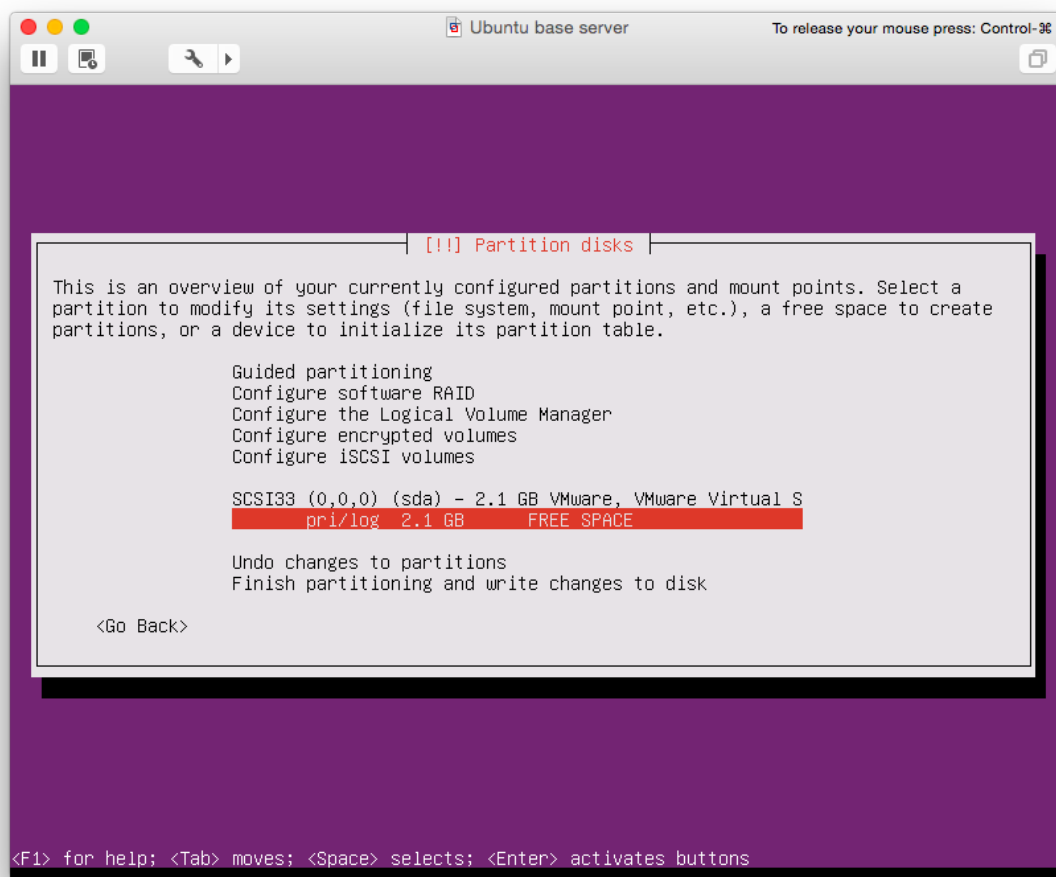 Ubuntu base server
To release your mouse press: Control-⌘
[!!] Partition disks
This is an overview of your currently configured partitions and mount points. Select a
partition to modify its settings (file system, mount point, etc.), a free space to create
partitions, or a device to initialize its partition table.
Guided partitioning
Configure software RAID
Configure the Logical Volume Manager
Configure encrypted volumes
Configure iSCSI volumes
SCSI33 (0,0,0) (sda) - 2.1 GB VMware, VMware Virtual S
pri/log 2.1 GB FREE SPACE
Undo changes to partitions
Finish partitioning and write changes to disk
<Go Back>
<F1> for help; <Tab> moves; <Space> selects; <Enter> activates buttons